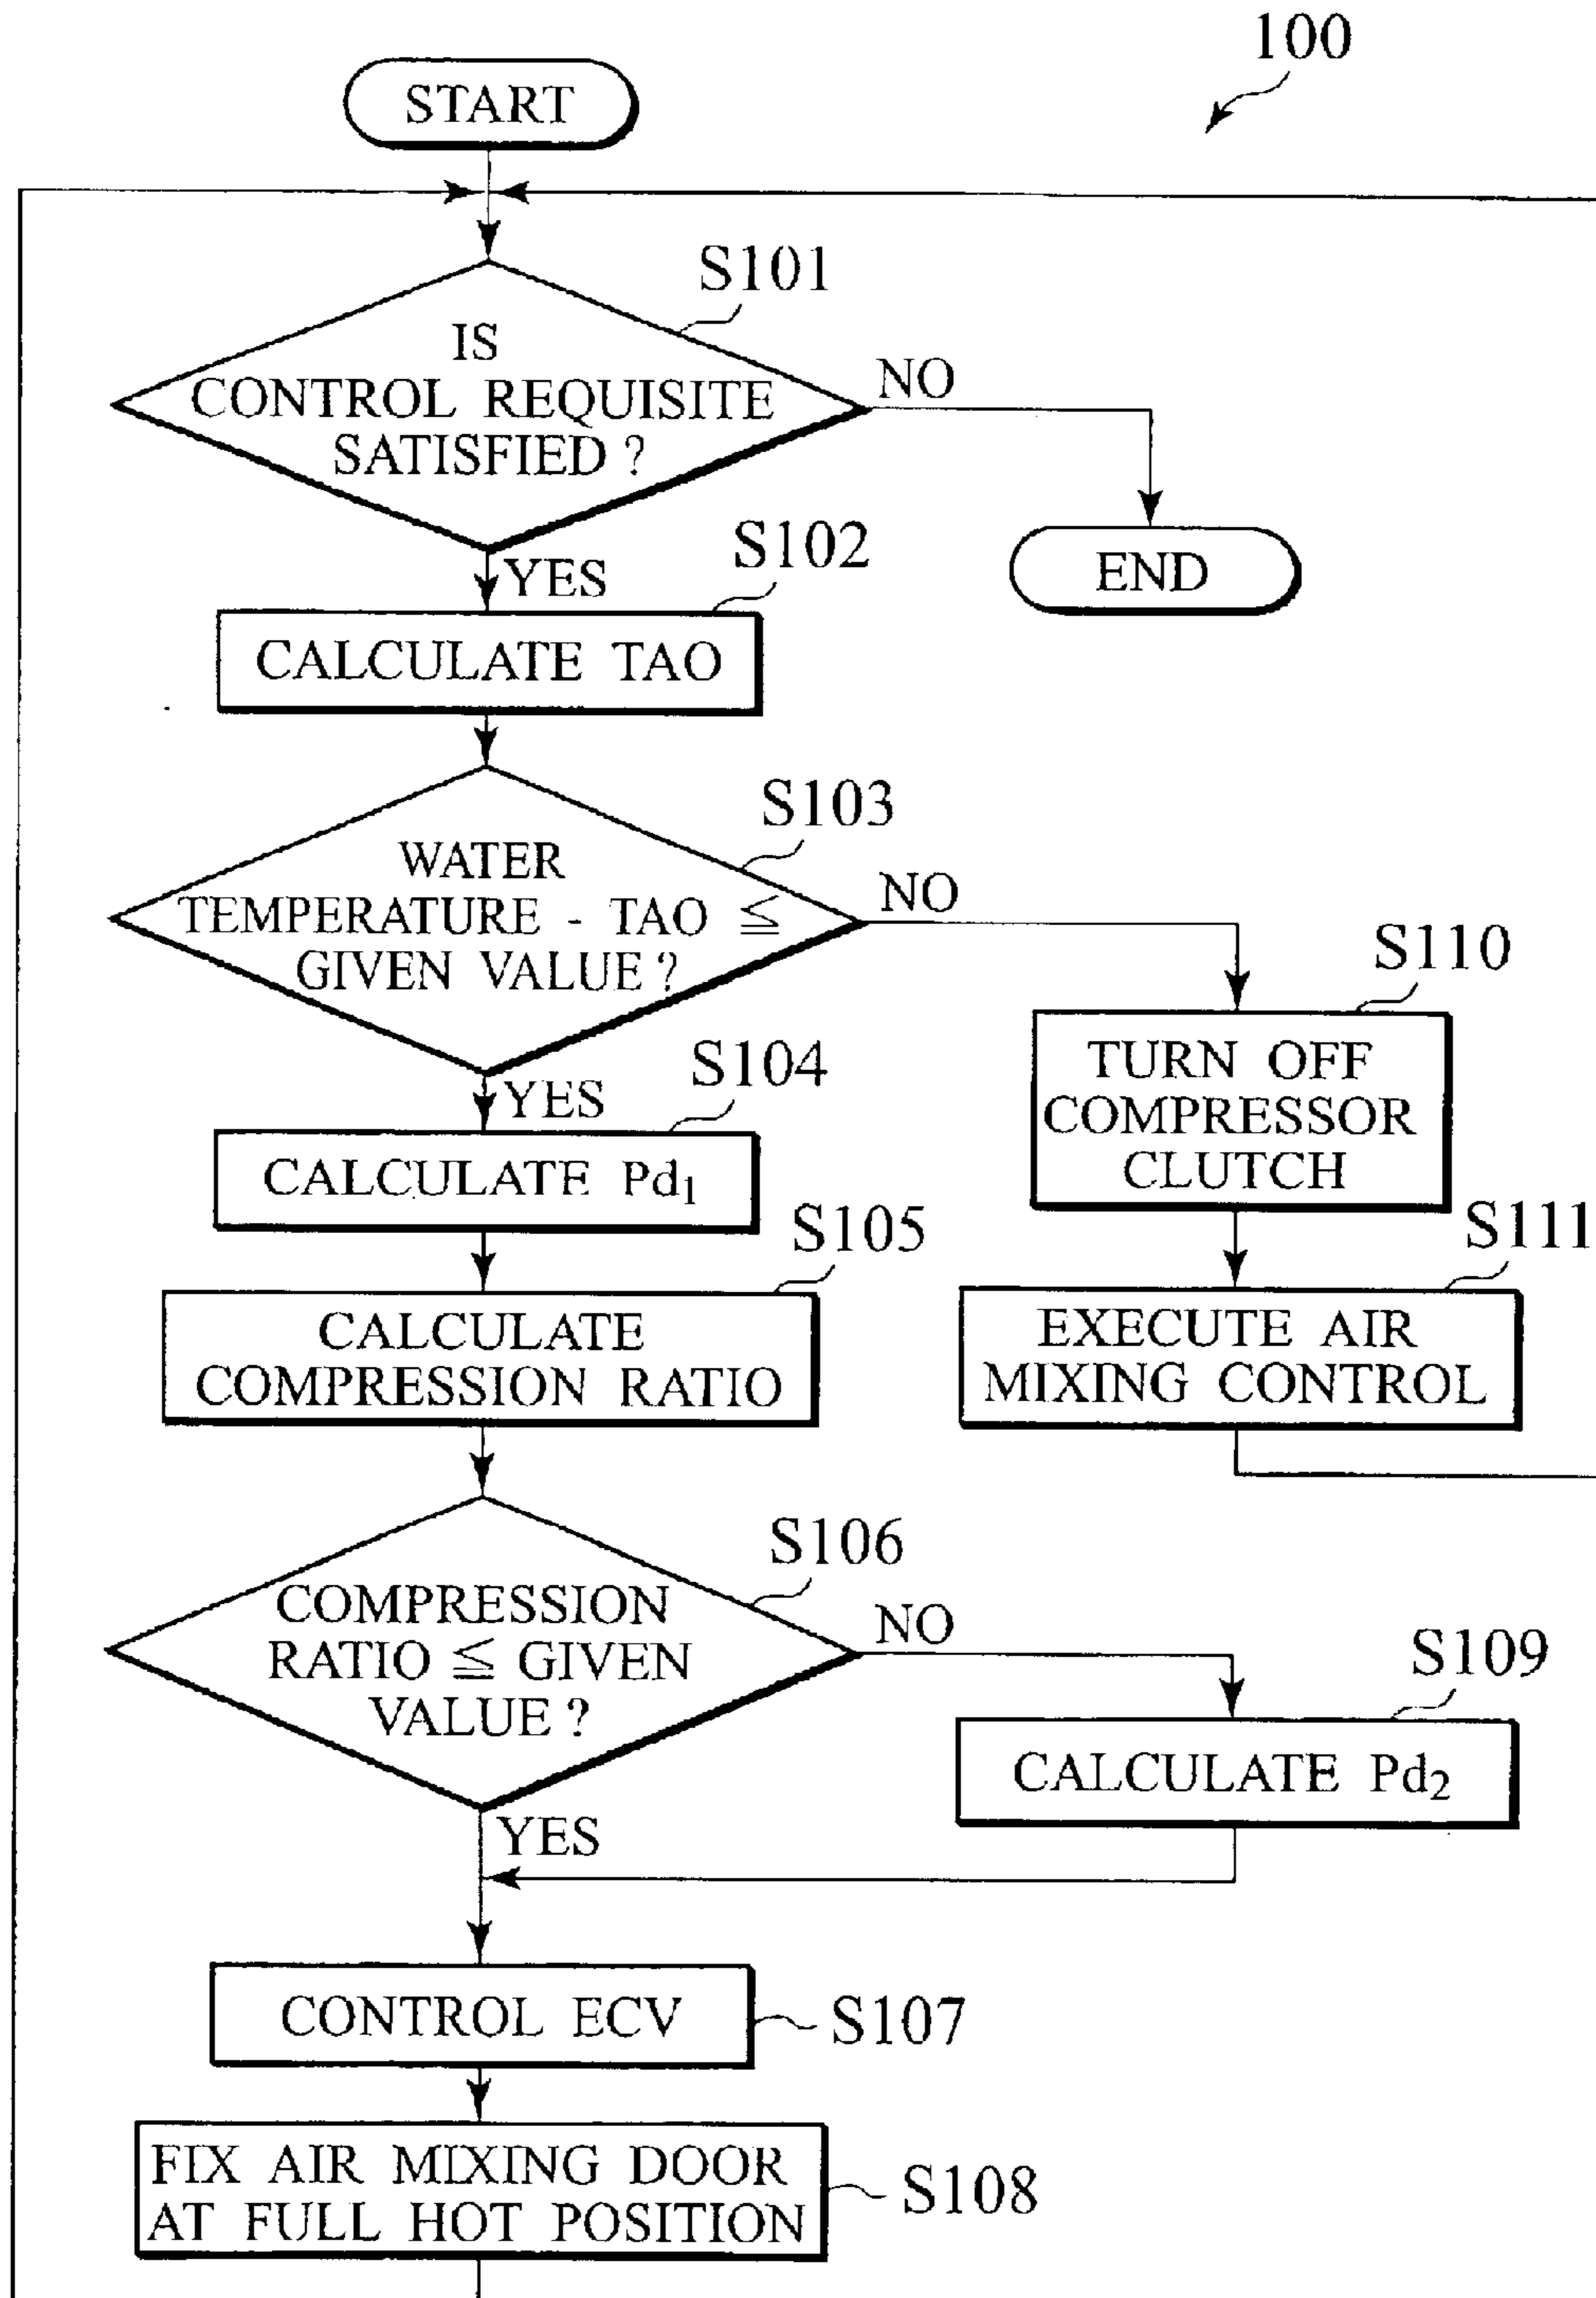 100
START
S101
IS
CONTROL REQUISITE
SATISFIED ?
NO
END
YES
S102
CALCULATE TAO
S103
WATER
TEMPERATURE - TAO ≦
GIVEN VALUE ?
NO
S110
TURN OFF
COMPRESSOR
CLUTCH
YES
S104
CALCULATE Pd1
S105
CALCULATE
COMPRESSION RATIO
S111
EXECUTE AIR
MIXING CONTROL
S106
COMPRESSION
RATIO ≦ GIVEN
VALUE ?
NO
S109
CALCULATE Pd2
YES
CONTROL ECV
S107
FIX AIR MIXING DOOR
AT FULL HOT POSITION
S108